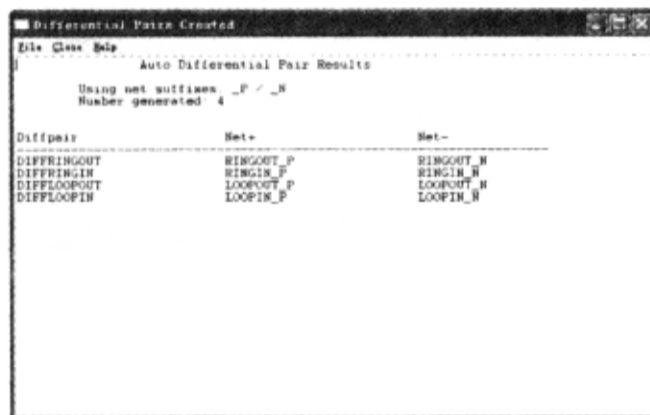 Differential Pairs Created
File Close Help
Auto Differential Pair Results
Using net suffixes: _P / _N
Number generated: 4
Diffpair Net+ Net-
DIFFRINGOUT RINGOUT_P RINGOUT_N
DIFFRINGIN RINGIN_P RINGIN_N
DIFFLOOPOUT LOOPOUT_P LOOPOUT_N
DIFFLOOPIN LOOPIN_P LOOPIN_N